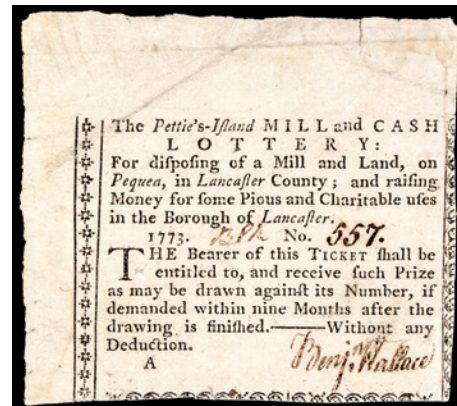 The Pettie's-Iſland MILL and CASH
LOTTERY:
For diſpoſing of a Mill and Land, on
Pequea, in Lancaſter County; and raiſing
Money for ſome Pious and Charitable uſes
in the Borough of Lancaſter.
1773. No. 557.
THE Bearer of this TICKET ſhall be
entitled to, and receive ſuch Prize
as may be drawn againſt its Number, if
demanded within nine Months after the
drawing is finiſhed.——Without any
Deduction.
A Benjn. Wallace